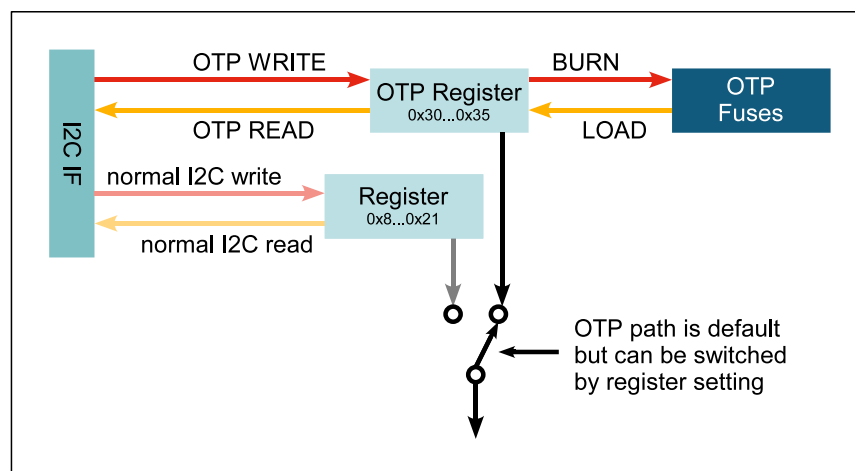 OTP WRITE
BURN
OTP Register
0x30...0x35
OTP
Fuses
OTP READ
LOAD
I2C IF
normal I2C write
Register
0x8...0x21
normal I2C read
OTP path is default
but can be switched
by register setting